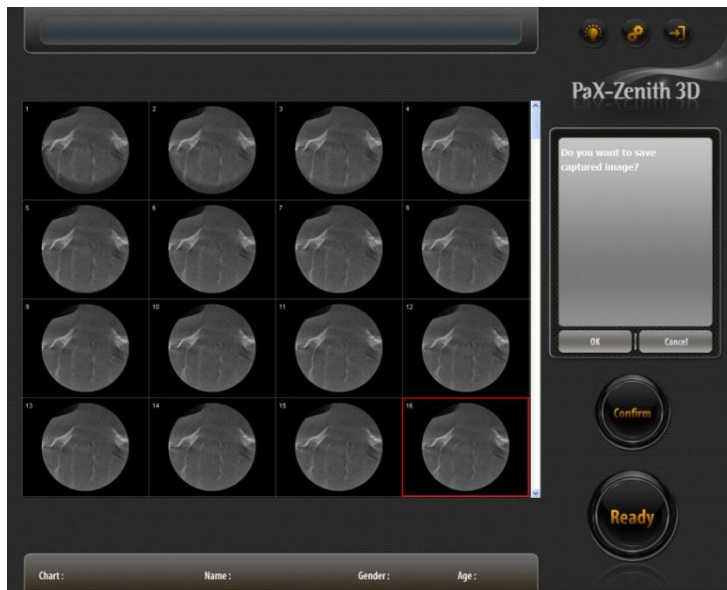 PaX-Zenith 3D
1
2
3
4
Do you want to save
captured image?
5
6
7
8
9
10
11
12
OK
Cancel
13
14
15
16
Confirm
Ready
Chart :
Name :
Gender :
Age :